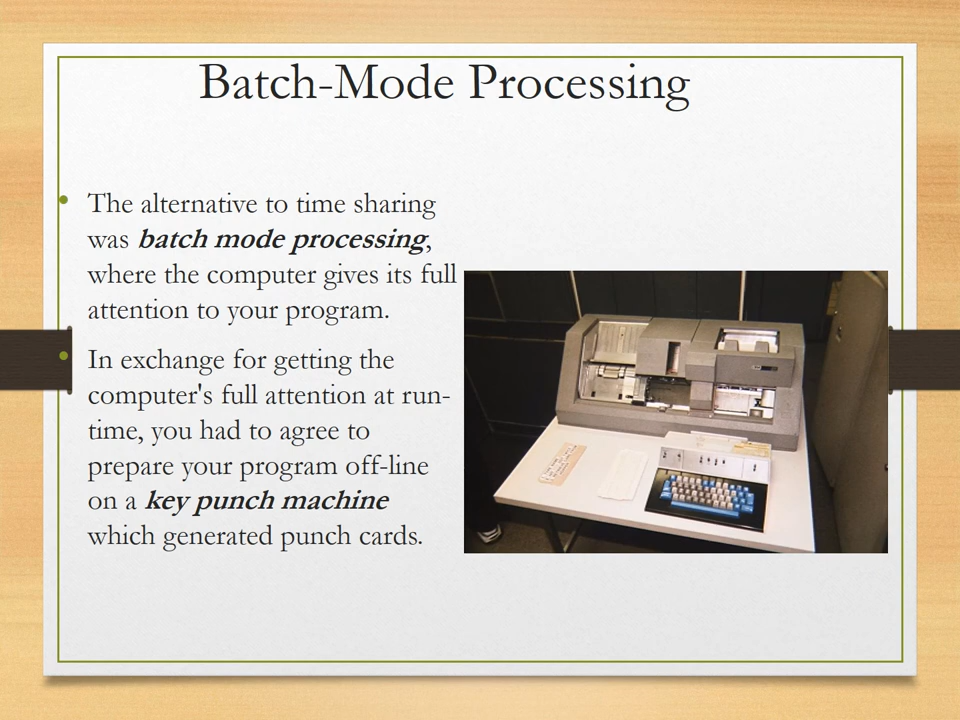 Batch-Mode Processing
• The alternative to time sharing
was batch mode processing,
where the computer gives its full
attention to your program.
• In exchange for getting the
computer's full attention at run-
time, you had to agree to
prepare your program off-line
on a key punch machine
which generated punch cards.